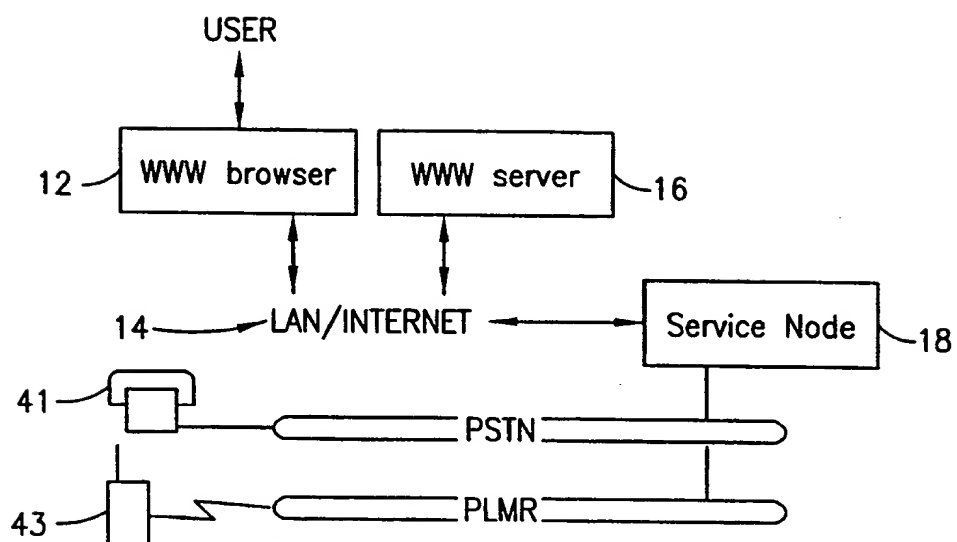 USER
12 WWW browser WWW server 16
14 LAN/INTERNET Service Node 18
41 PSTN
43 PLMR